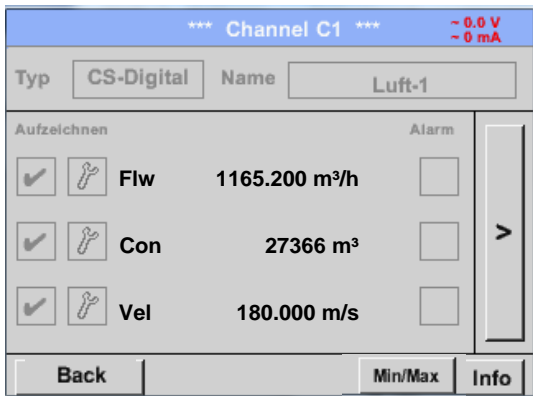 *** Channel C1 ***
~ 0.0 V
~ 0 mA
Typ CS-Digital Name Luft-1
Aufzeichnen Alarm
Flw 1165.200 m³/h
Con 27366 m³
>
Vel 180.000 m/s
Back Min/Max Info